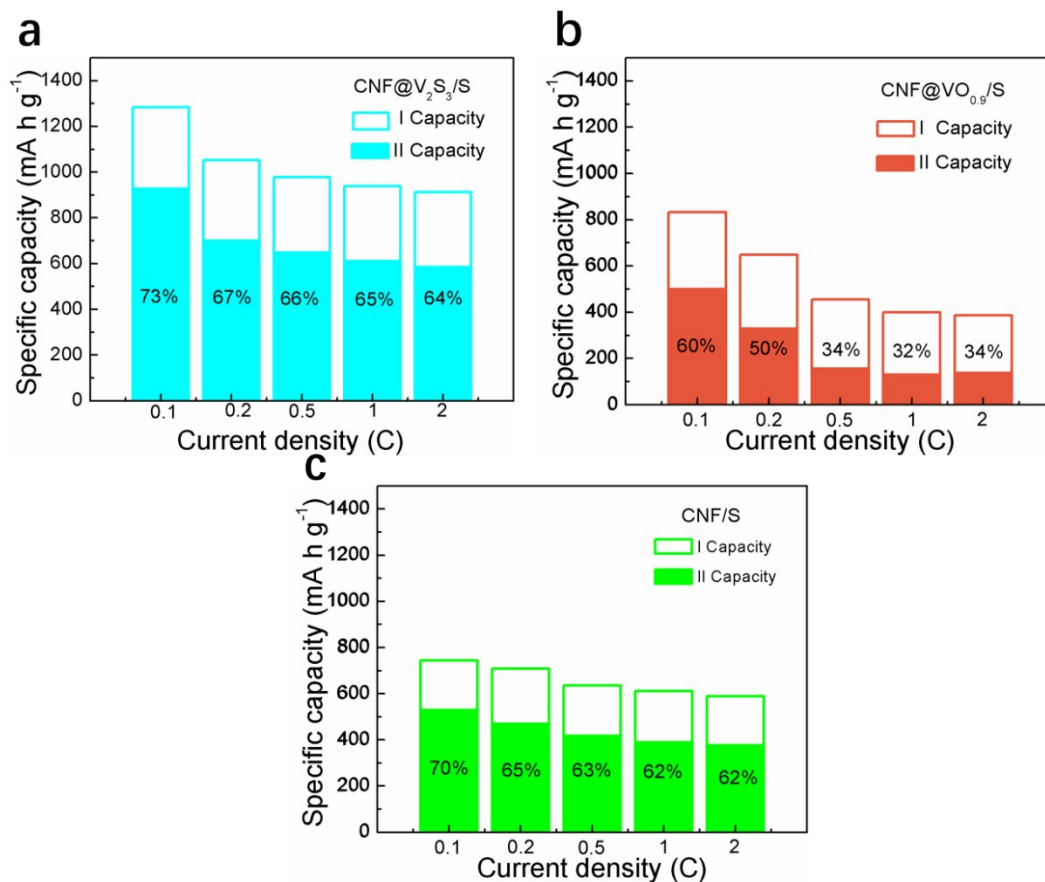 a
CNF@V₂S₃/S
I Capacity
II Capacity
Specific capacity (mA h g⁻¹)
1400
1200
1000
800
600
400
200
0
73% 67% 66% 65% 64%
0.1 0.2 0.5 1 2
Current density (C)
b
CNF@VO₀.₉/S
I Capacity
II Capacity
Specific capacity (mA h g⁻¹)
1400
1200
1000
800
600
400
200
0
60% 50% 34% 32% 34%
0.1 0.2 0.5 1 2
Current density (C)
c
CNF/S
I Capacity
II Capacity
Specific capacity (mA h g⁻¹)
1400
1200
1000
800
600
400
200
0
70% 65% 63% 62% 62%
0.1 0.2 0.5 1 2
Current density (C)